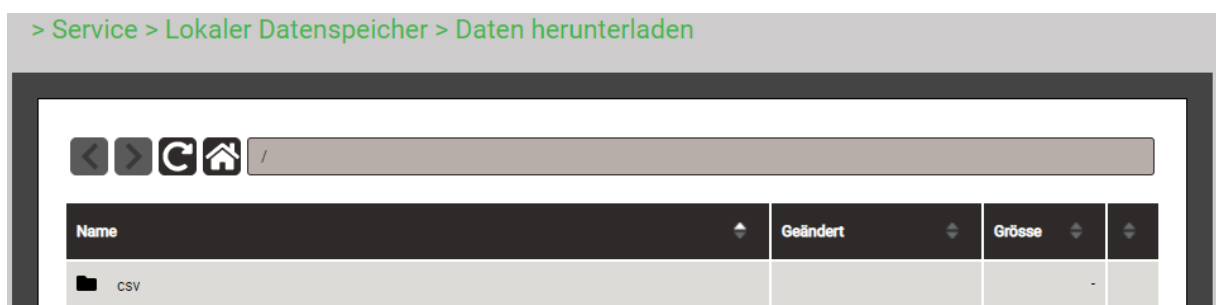 > Service > Lokaler Datenspeicher > Daten herunterladen
/
Name Geändert Grösse
csv -